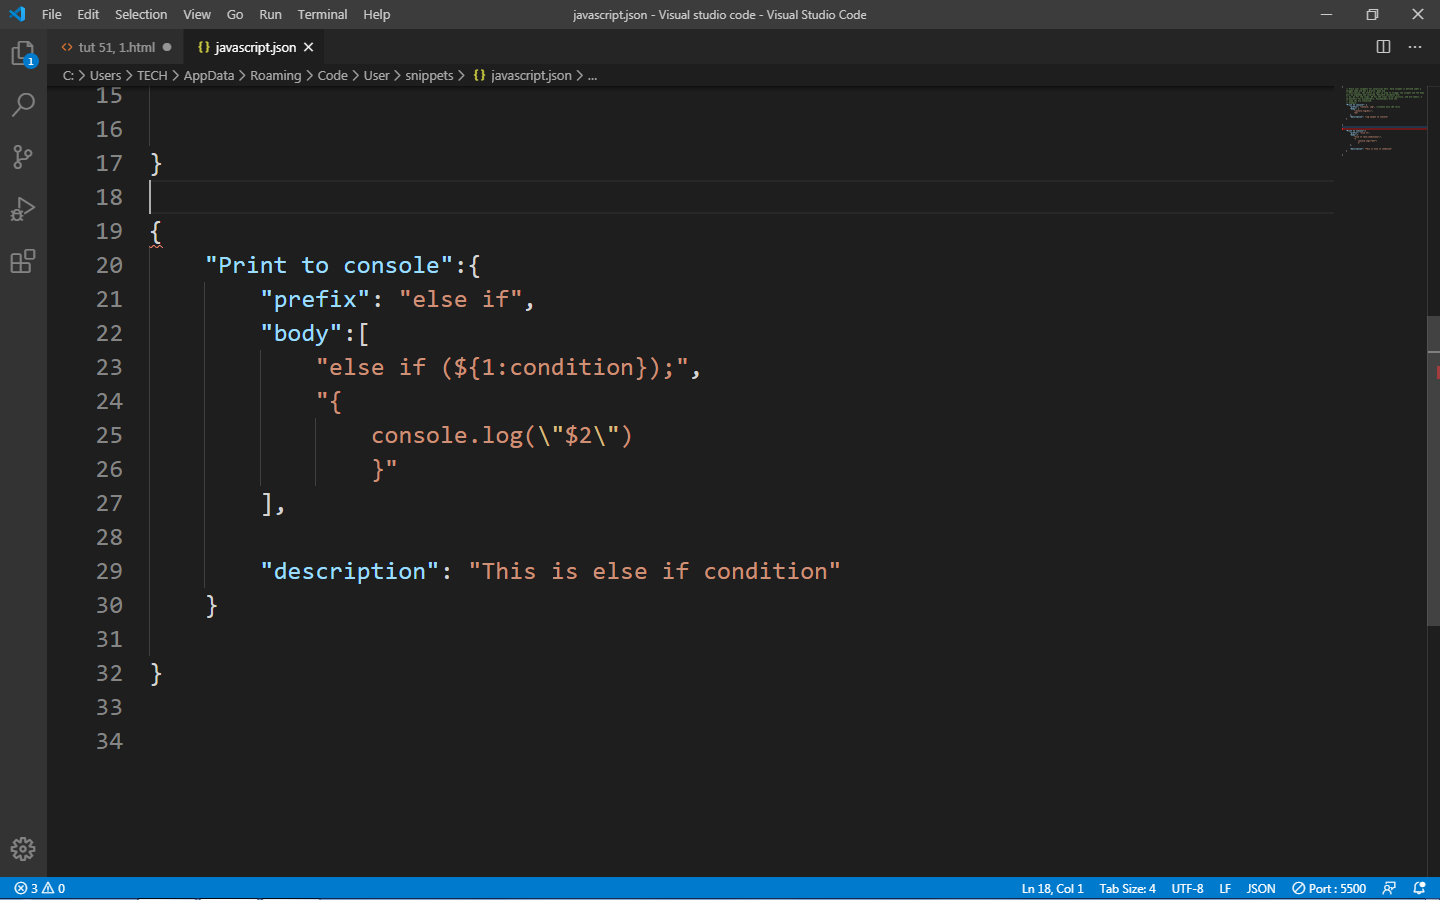 File Edit Selection View Go Run Terminal Help javascript.json - Visual studio code - Visual Studio Code
tut 51, 1.html ● {} javascript.json ×
C: > Users > TECH > AppData > Roaming > Code > User > snippets > {} javascript.json > ...
15
16
17 }
18
19 {
20 "Print to console":{
21 "prefix": "else if",
22 "body":[
23 "else if (${1:condition});",
24 "{
25 console.log(\"$2\")
26 }"
27 ],
28
29 "description": "This is else if condition"
30 }
31
32 }
33
34
1
3 0 Ln 18, Col 1 Tab Size: 4 UTF-8 LF JSON Port : 5500